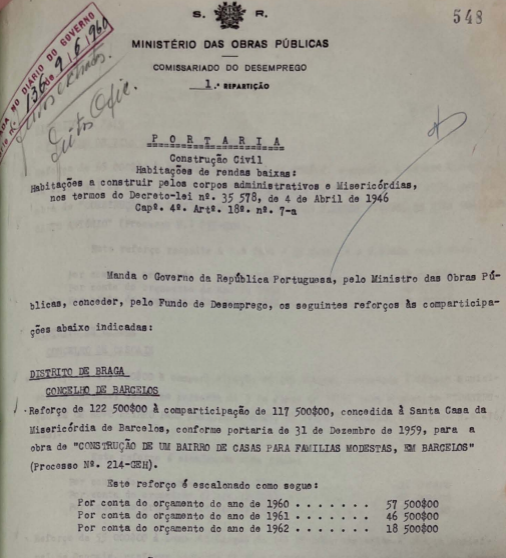 S. R.
548
MINISTÉRIO DAS OBRAS PÚBLICAS
COMISSARIADO DO DESEMPREGO
1.ª REPARTIÇÃO
NO DIÁRIO DO GOVERNO
136 de 9/6/1960
P O R T A R I A
Construção Civil
Habitações de rendas baixas:
Habitações a construir pelos corpos administrativos e Misericórdias,
nos termos do Decreto-lei nº. 35 578, de 4 de Abril de 1946
Capº. 4º. Artº. 18º. nº. 7-a
Manda o Governo da República Portuguesa, pelo Ministro das Obras Pú-
blicas, conceder, pelo Fundo de Desemprego, os seguintes reforços às comparticipa-
ções abaixo indicadas:
DISTRITO DE BRAGA
CONCELHO DE BARCELOS
Reforço de 122 500$00 à comparticipação de 117 500$00, concedida à Santa Casa da
Misericórdia de Barcelos, conforme portaria de 31 de Dezembro de 1959, para a
obra de "CONSTRUÇÃO DE UM BAIRRO DE CASAS PARA FAMILIAS MODESTAS, EM BARCELOS"
(Processo Nº. 214-CEH).
Este reforço é escalonado como segue:
Por conta do orçamento do ano de 1960 . . . . . . . 57 500$00
Por conta do orçamento do ano de 1961 . . . . . . . 46 500$00
Por conta do orçamento do ano de 1962 . . . . . . . 18 500$00